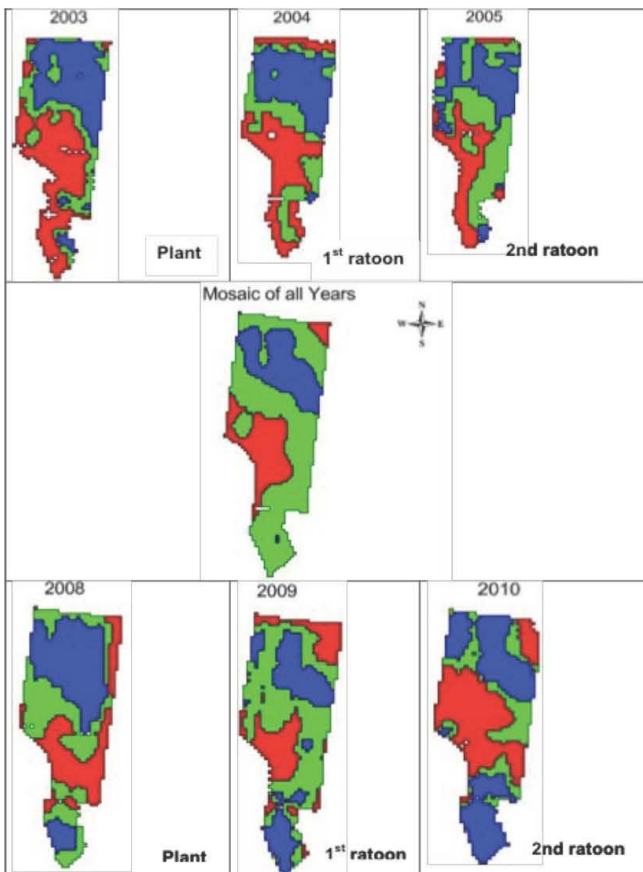 2003
2004
2005
Plant
1st ratoon
2nd ratoon
Mosaic of all Years
N
W E
S
2008
2009
2010
Plant
1st ratoon
2nd ratoon